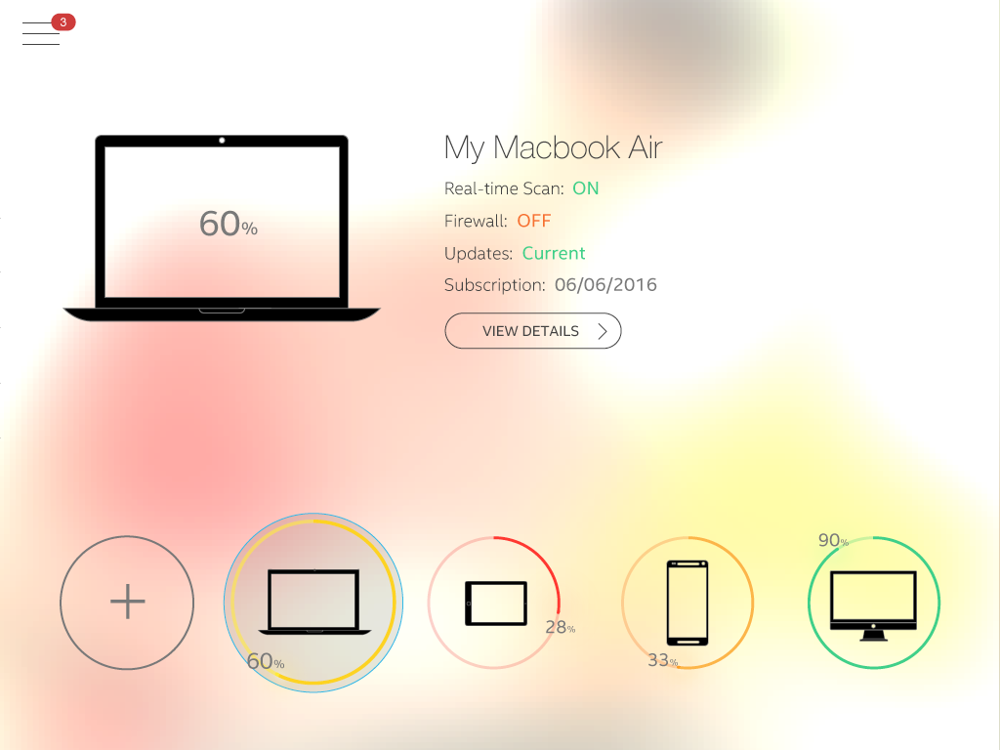 3
60%
My Macbook Air
Real-time Scan: ON
Firewall: OFF
Updates: Current
Subscription: 06/06/2016
VIEW DETAILS
60%
28%
33%
90%